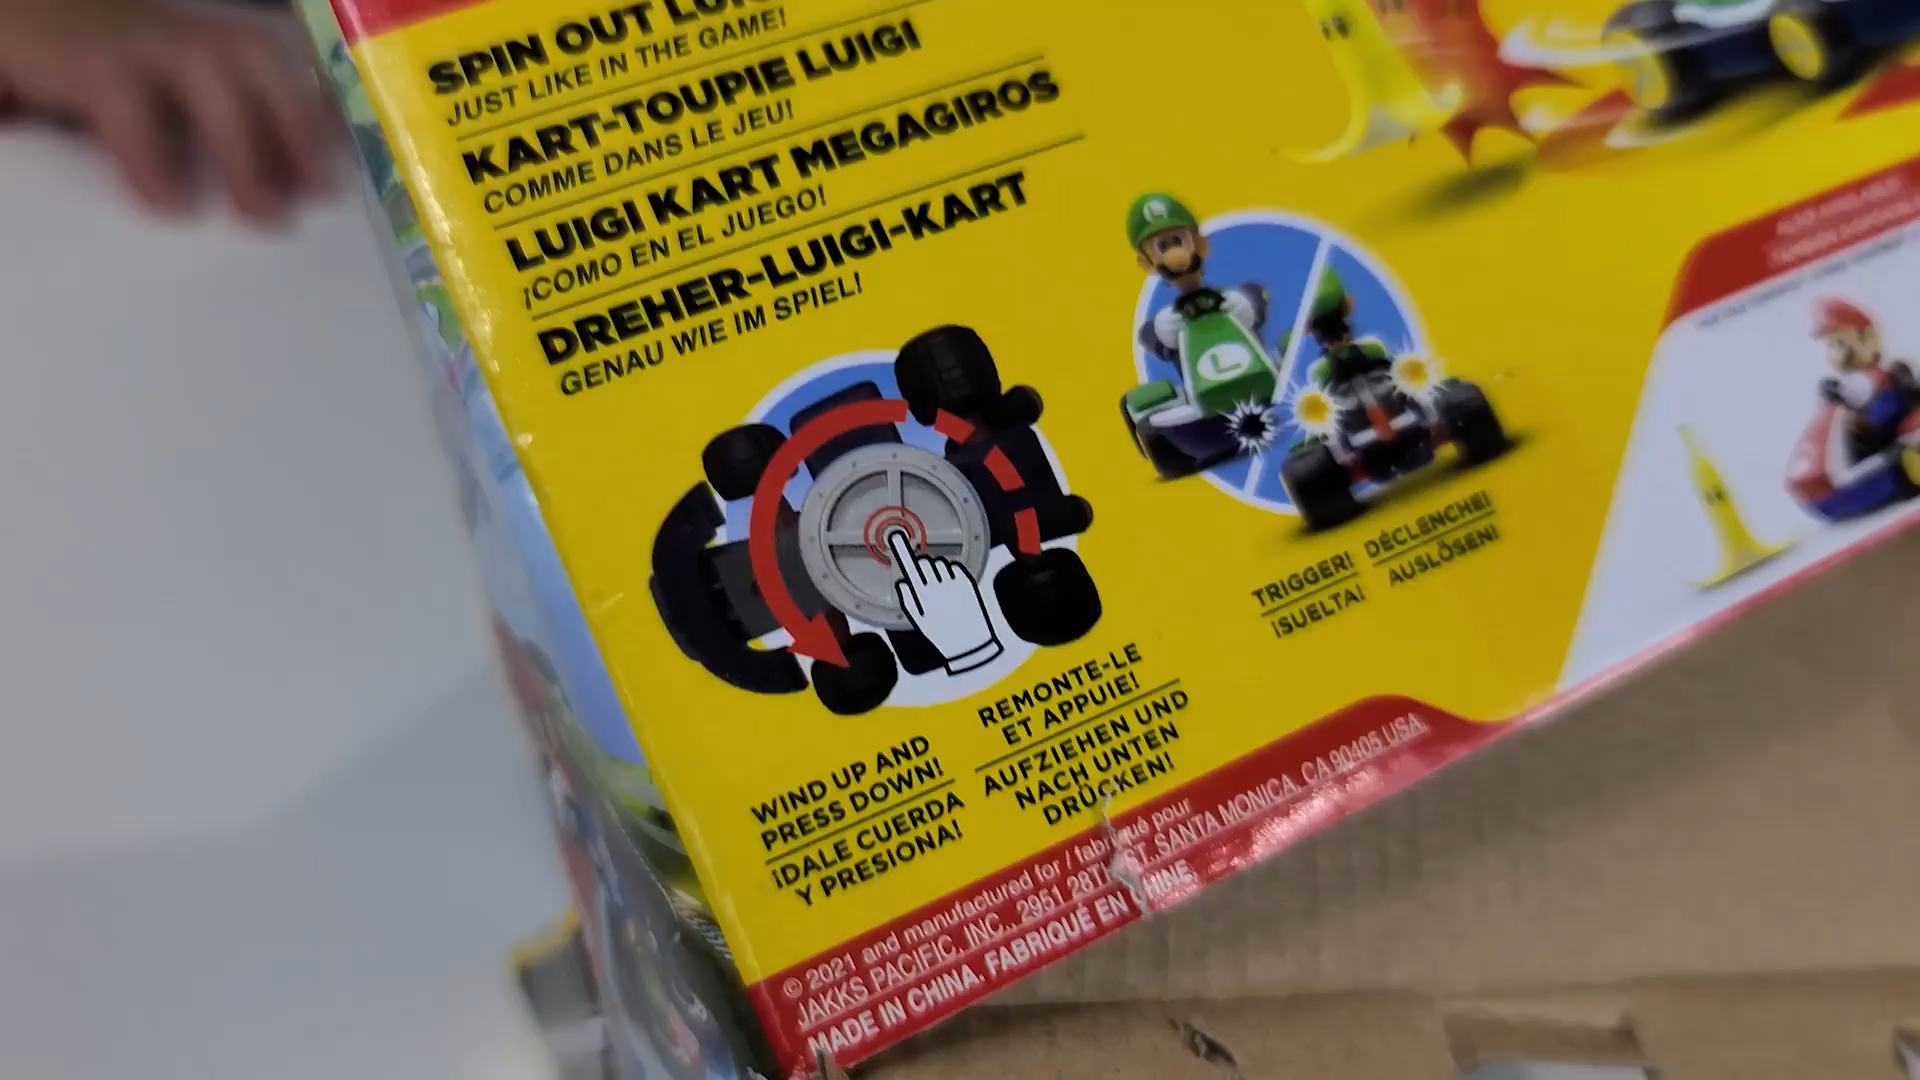 SPIN OUT
JUST LIKE IN THE GAME!
KART-TOUPIE LUIGI
COMME DANS LE JEU!
LUIGI KART MEGAGIROS
¡COMO EN EL JUEGO!
DREHER-LUIGI-KART
GENAU WIE IM SPIEL!
L
L
WIND UP AND
PRESS DOWN!
¡DALE CUERDA
Y PRESIONA!
REMONTE-LE
ET APPUIE!
AUFZIEHEN UND
NACH UNTEN
DRÜCKEN!
TRIGGER!
¡SUELTA!
DÉCLENCHE!
AUSLÖSEN!
© 2021 and manufactured for / fabriqué pour
JAKKS PACIFIC, INC., 2951 28TH ST., SANTA MONICA, CA 90405 USA.
MADE IN CHINA. FABRIQUÉ EN CHINE.